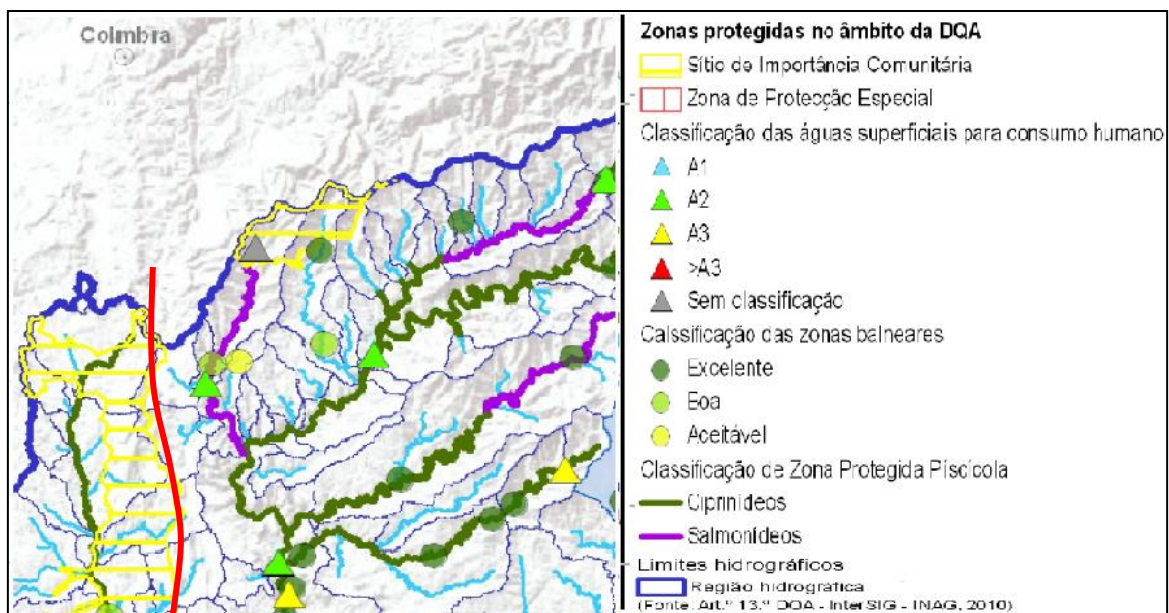 Coimbra
Zonas protegidas no âmbito da DQA
Sítio de Importância Comunitária
Zona de Protecção Especial
Classificação das águas superficiais para consumo humano
A1
A2
A3
>A3
Sem classificação
Calssificação das zonas balneares
Excelente
Boa
Aceitável
Classificação de Zona Protegida Píscícola
Ciprinídeos
Salmonídeos
Limites hidrográficos
Região hidrográfica
(Fonte: Art.º 13.º DQA - InterSIG - INAG, 2010)